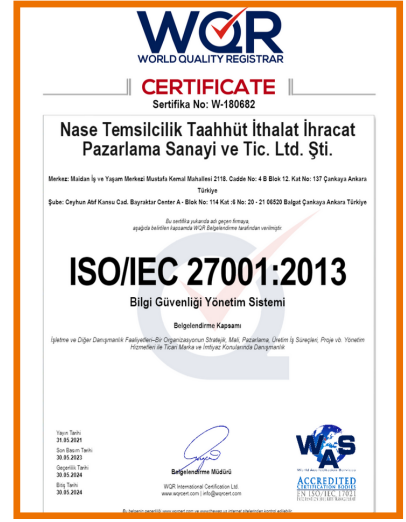 WQR
WORLD QUALITY REGISTRAR
CERTIFICATE
Sertifika No: W-180682
Nase Temsilcilik Taahhüt İthalat İhracat
Pazarlama Sanayi ve Tic. Ltd. Şti.
Merkez: Maidan İş ve Yaşam Merkezi Mustafa Kemal Mahallesi 2118. Cadde No: 4 B Blok 12. Kat No: 137 Çankaya Ankara
Türkiye
Şube: Ceyhun Atıf Kansu Cad. Bayraktar Center A - Blok No: 114 Kat :6 No: 20 - 21 06520 Balgat Çankaya Ankara Türkiye
Bu sertifika yukarıda adı geçen firmaya,
aşağıda belirtilen kapsamda WQR Belgelendirme tarafından verilmiştir.
ISO/IEC 27001:2013
Bilgi Güvenliği Yönetim Sistemi
Belgelendirme Kapsamı
İşletme ve Diğer Danışmanlık Faaliyetleri–Bir Organizasyonun Stratejik, Mali, Pazarlama, Üretim İş Süreçleri, Proje vb. Yönetim
Hizmetleri ile Ticari Marka ve İmtiyaz Konularında Danışmanlık
Yayın Tarihi
31.05.2021
Son Basım Tarihi
30.05.2023
Geçerlilik Tarihi
30.05.2024
Bitiş Tarihi
30.05.2024
Belgelendirme Müdürü
WQR International Certification Ltd.
www.wqrcert.com | info@wqrcert.com
WAS
ACCREDITED
CERTIFICATION BODIES
EN ISO/IEC 17021